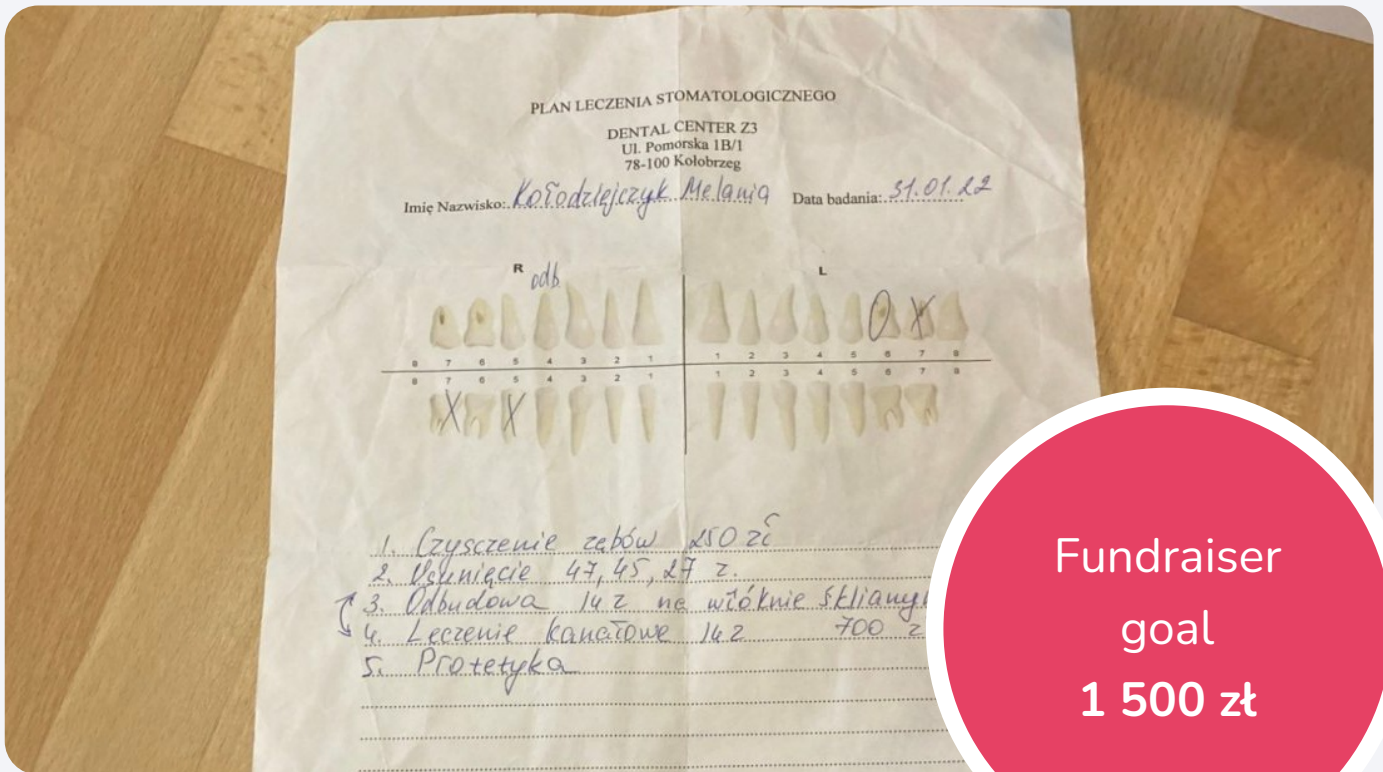 PLAN LECZENIA STOMATOLOGICZNEGO
DENTAL CENTER Z3
Ul. Pomorska 1B/1
78-100 Kołobrzeg
Imię Nazwisko: Kołodziejczyk Melania Data badania: 31.01.22
R odb. L
8 7 6 5 4 3 2 1 1 2 3 4 5 6 7 8
8 7 6 5 4 3 2 1 1 2 3 4 5 6 7 8
1. Czysczenie zębów 250 zł
2. Usunięcie 47, 45, 27 z.
3. Odbudowa 14 z na włóknie
4. Leczenie kanałowe 14 z 700 z
5. Protetyka
Fundraiser
goal
1 500 zł